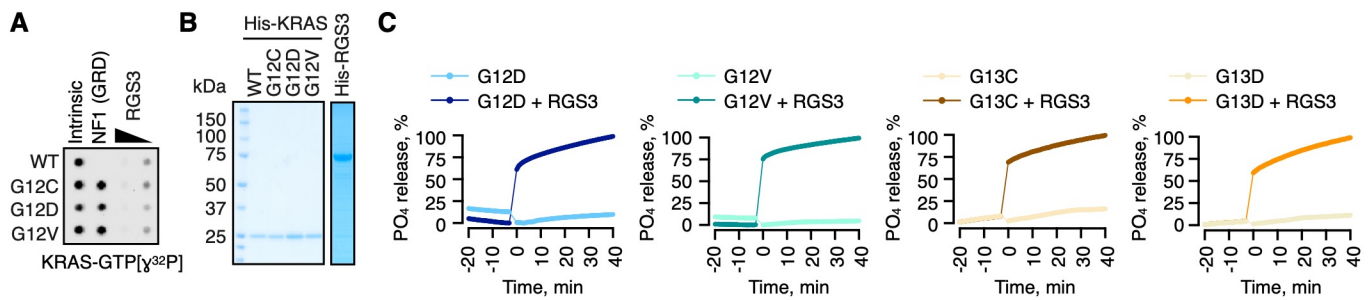 A
Intrinsic
NF1 (GRD)
RGS3
WT
G12C
G12D
G12V
KRAS-GTP[ɣ³²P]
B
His-KRAS
WT
G12C
G12D
G12V
His-RGS3
kDa
150
100
75
50
37
25
C
G12D
G12D + RGS3
PO₄ release, %
100
75
50
25
0
-20
-10
0
10
20
30
40
Time, min
G12V
G12V + RGS3
PO₄ release, %
100
75
50
25
0
-20
-10
0
10
20
30
40
Time, min
G13C
G13C + RGS3
PO₄ release, %
100
75
50
25
0
-20
-10
0
10
20
30
40
Time, min
G13D
G13D + RGS3
PO₄ release, %
100
75
50
25
0
-20
-10
0
10
20
30
40
Time, min